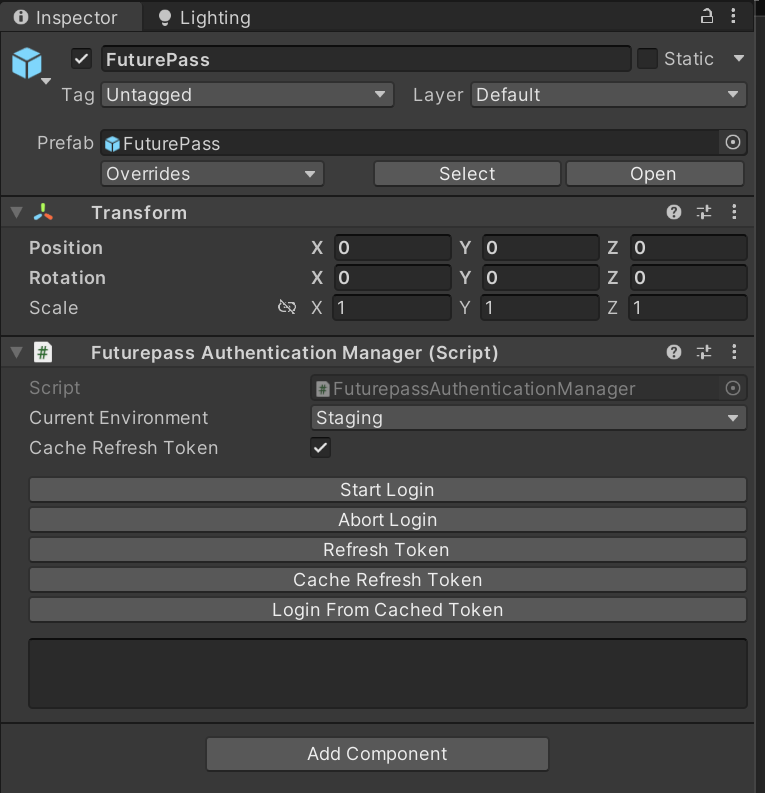 Inspector Lighting
FuturePass Static
Tag Untagged Layer Default
Prefab FuturePass
Overrides Select Open
Transform
Position X 0 Y 0 Z 0
Rotation X 0 Y 0 Z 0
Scale X 1 Y 1 Z 1
# Futurepass Authentication Manager (Script)
Script # FuturepassAuthenticationManager
Current Environment Staging
Cache Refresh Token
Start Login
Abort Login
Refresh Token
Cache Refresh Token
Login From Cached Token
Add Component